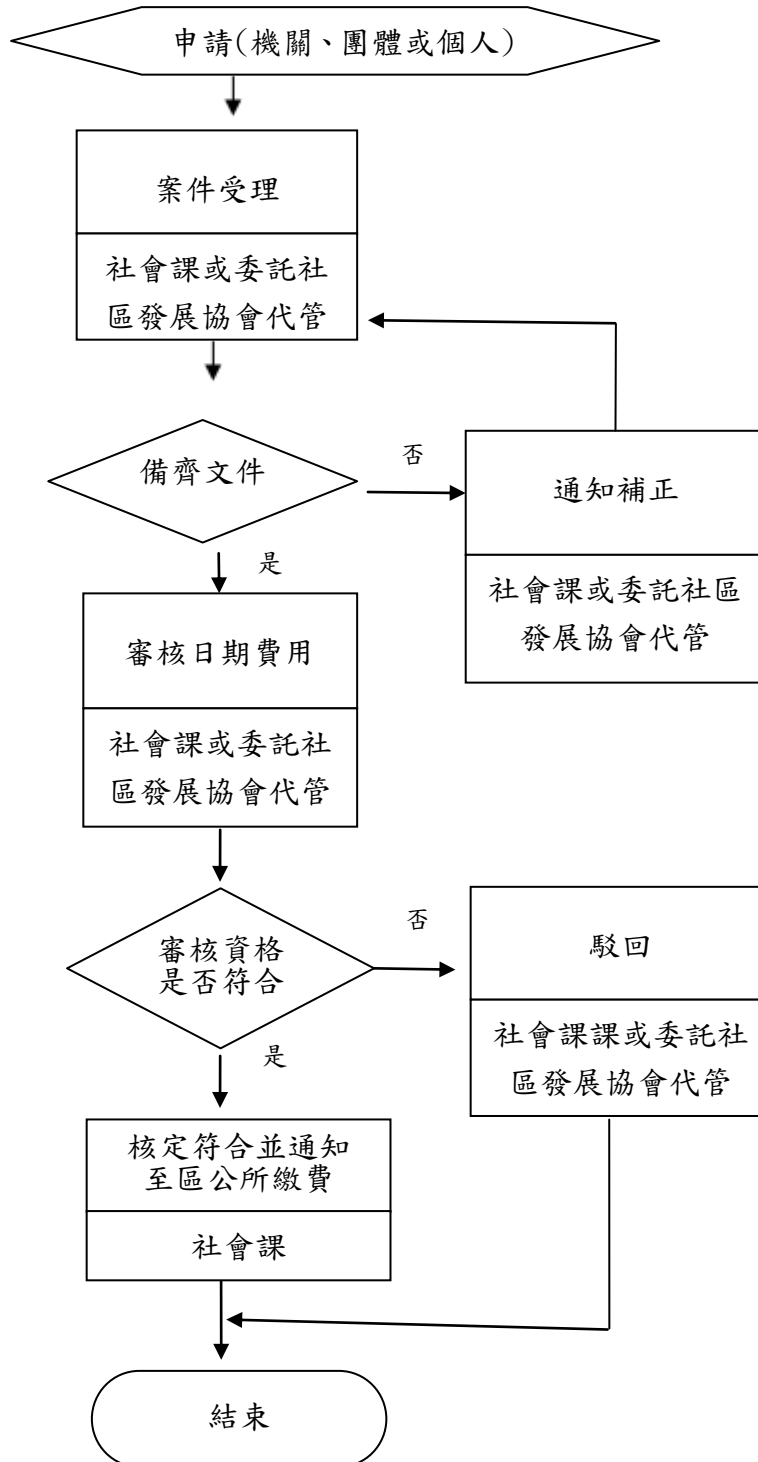 申請(機關、團體或個人)
案件受理
社會課或委託社
區發展協會代管
備齊文件
否
通知補正
社會課或委託社區
發展協會代管
是
審核日期費用
社會課或委託社
區發展協會代管
審核資格
是否符合
否
駁回
社會課課或委託社
區發展協會代管
是
核定符合並通知
至區公所繳費
社會課
結束